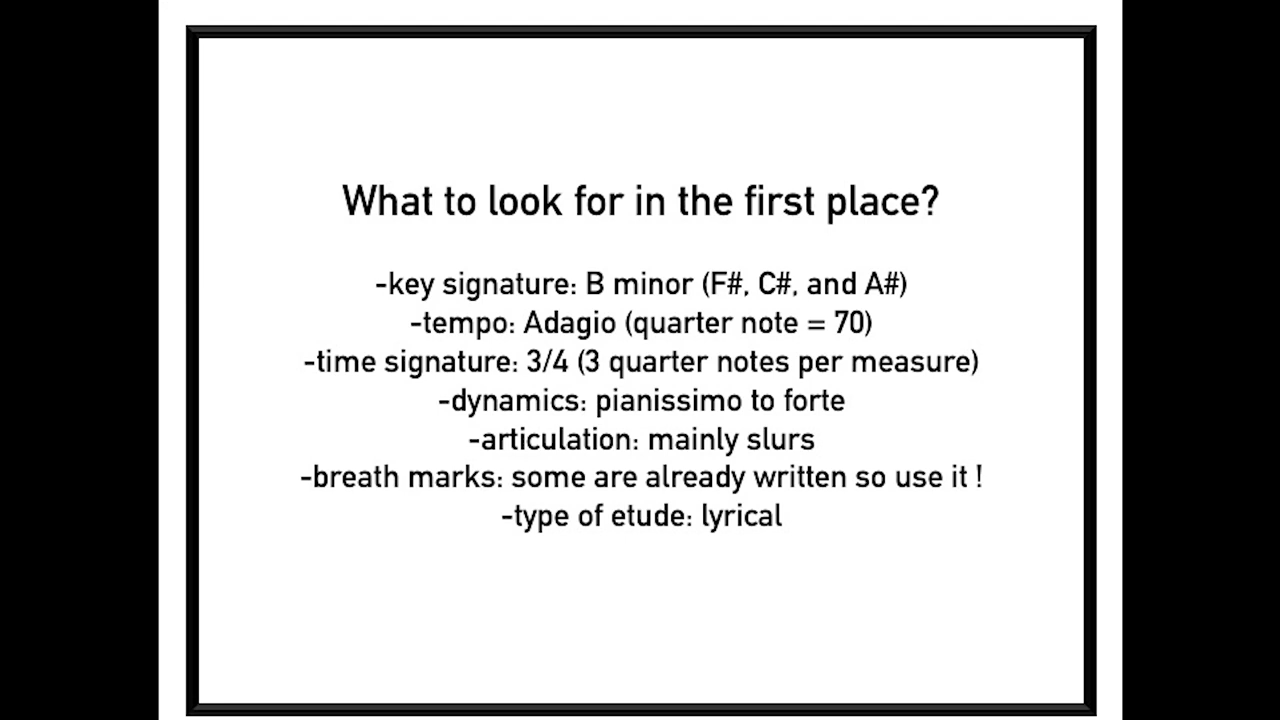 What to look for in the first place?
-key signature: B minor (F#, C#, and A#)
-tempo: Adagio (quarter note = 70)
-time signature: 3/4 (3 quarter notes per measure)
-dynamics: pianissimo to forte
-articulation: mainly slurs
-breath marks: some are already written so use it !
-type of etude: lyrical